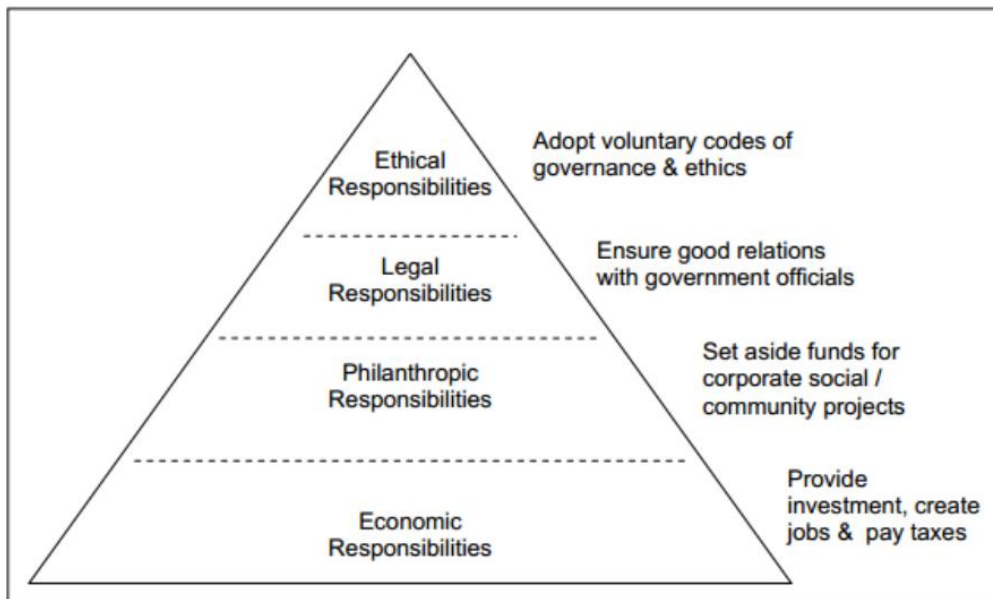 Ethical
Responsibilities
Adopt voluntary codes of
governance & ethics
Legal
Responsibilities
Ensure good relations
with government officials
Philanthropic
Responsibilities
Set aside funds for
corporate social /
community projects
Economic
Responsibilities
Provide
investment, create
jobs & pay taxes